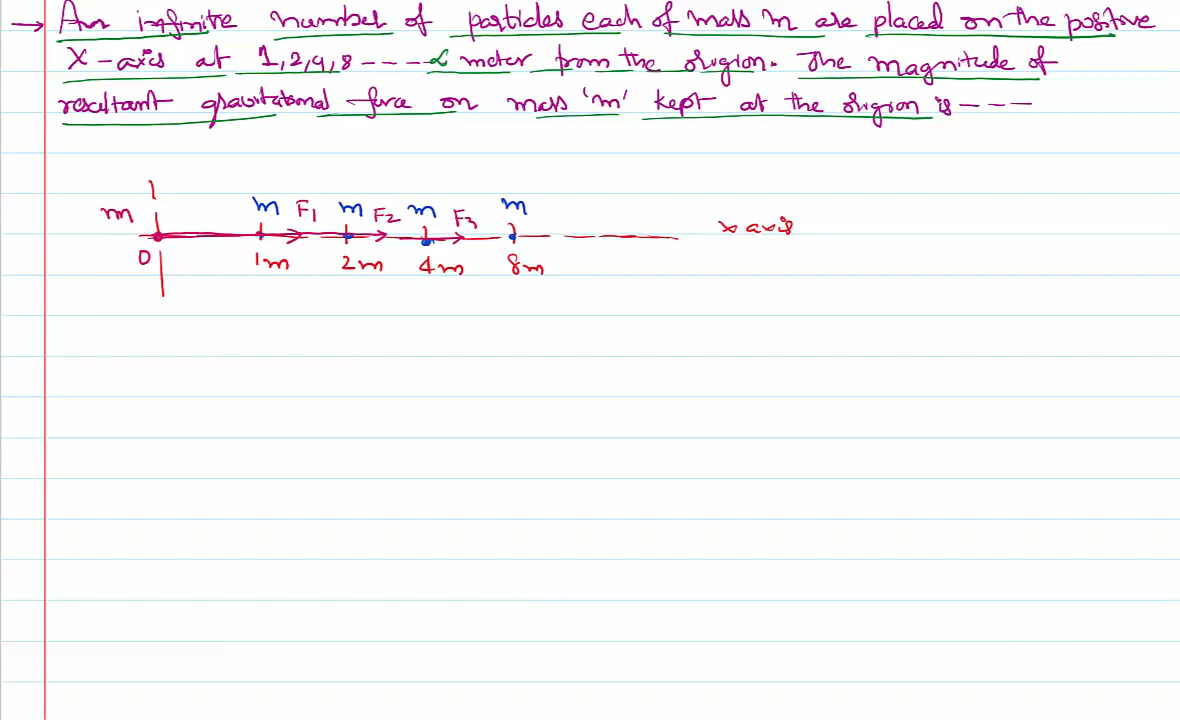 → An infinite number of particles each of mass m are placed on the positive
X-axis at 1,2,4,8 ---- ∝ meter from the origion. The magnitude of
resultant gravitational force on mass 'm' kept at the origion is ---
m m F1 m F2 m F3 m x axis
0 1m 2m 4m 8m